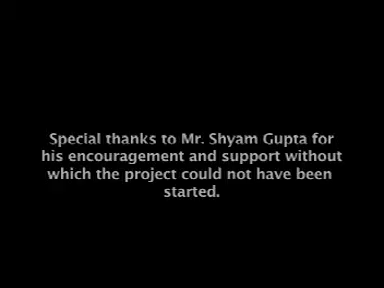 Special thanks to Mr. Shyam Gupta for
his encouragement and support without
which the project could not have been
started.